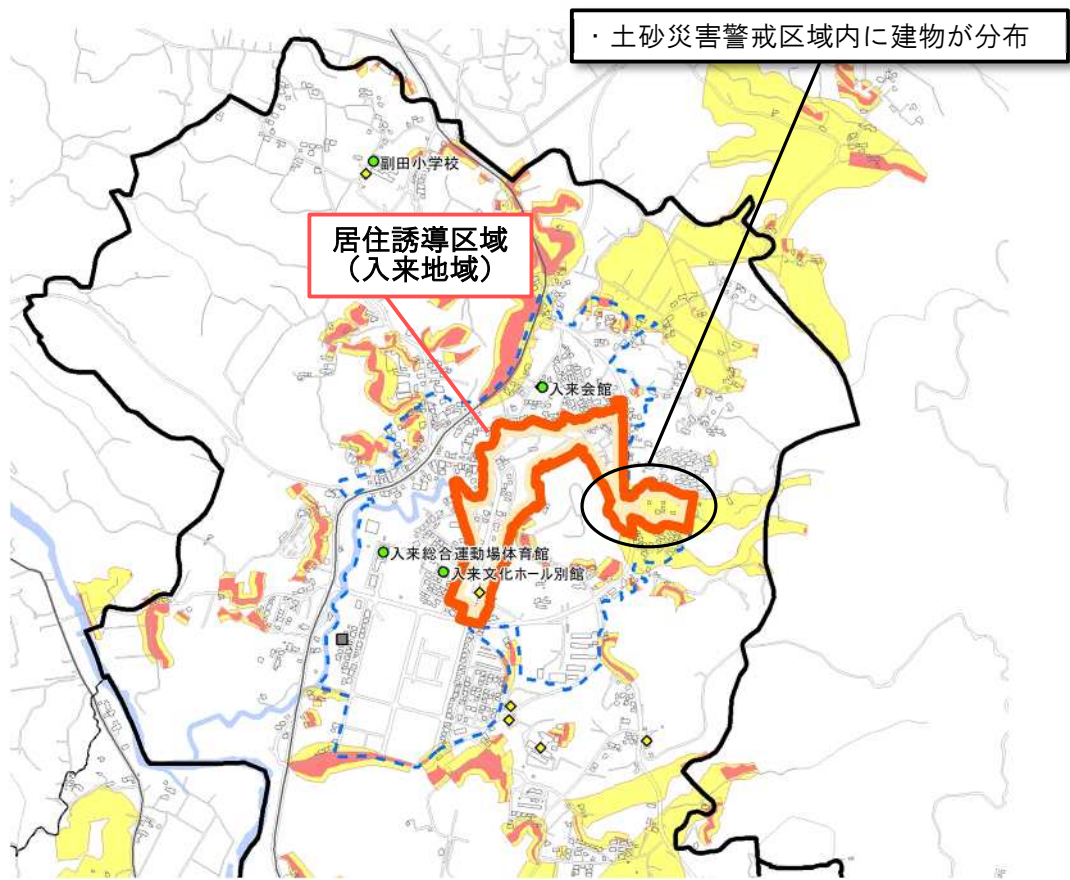 ・土砂災害警戒区域内に建物が分布
副田小学校
居住誘導区域
（入来地域）
入来会館
入来総合運動場体育館
入来文化ホール別館